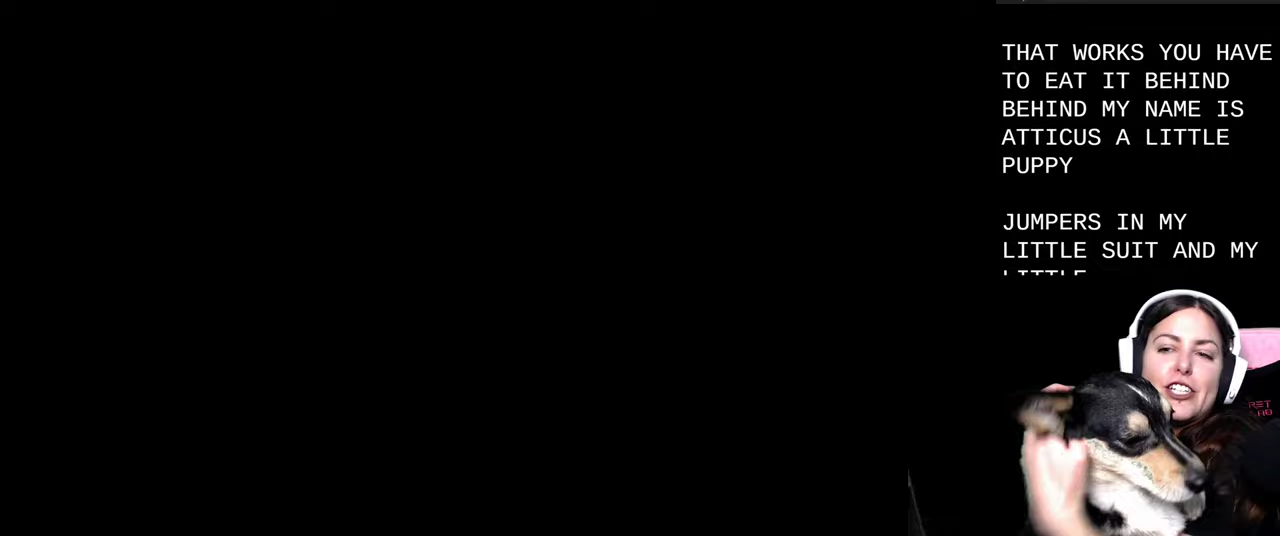 THAT WORKS YOU HAVE
TO EAT IT BEHIND
BEHIND MY NAME IS
ATTICUS A LITTLE
PUPPY
JUMPERS IN MY
LITTLE SUIT AND MY
LITTLE